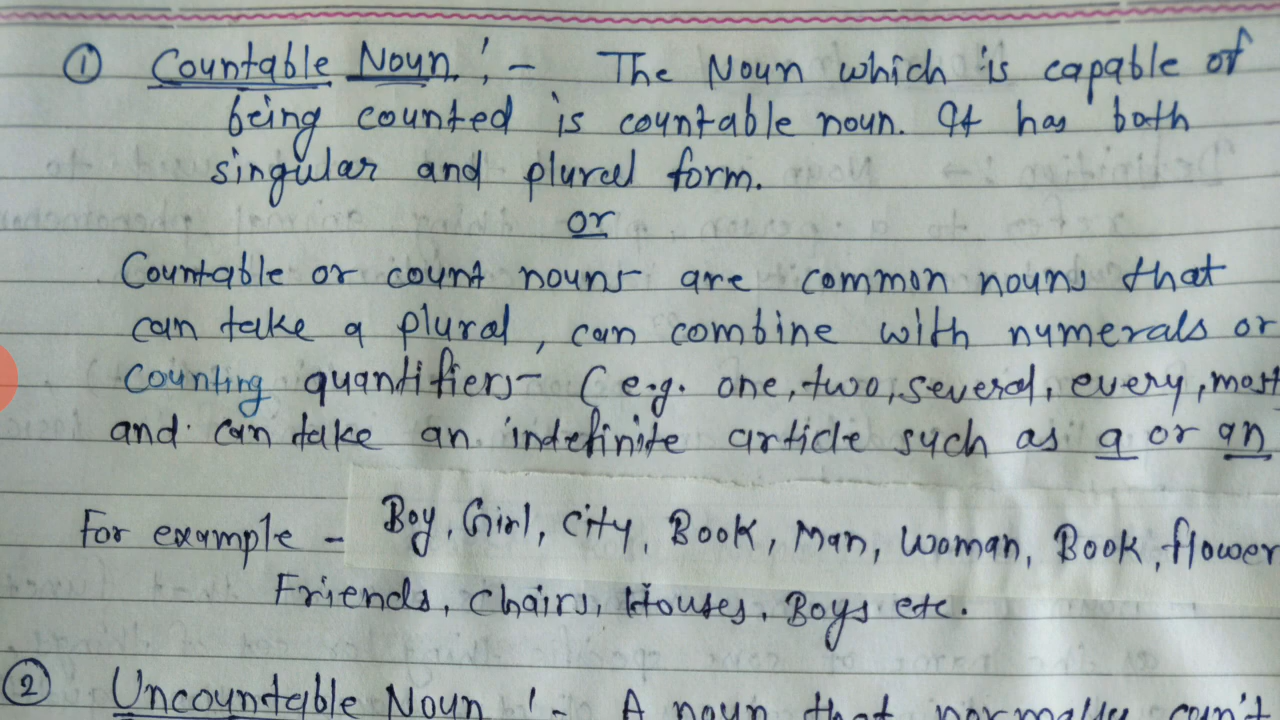 ① Countable Noun :- The Noun which is capable of
being counted is countable noun. It has both
singular and plural form.
or
Countable or count nouns are common nouns that
can take a plural, can combine with numerals or
counting quantifiers- (e.g. one, two, several, every, most
and can take an indefinite article such as a or an
For example - Boy, Girl, City, Book, Man, Woman, Book, flower
Friends, Chairs, Houses, Boys etc.
② Uncountable Noun :- A noun that normally can't